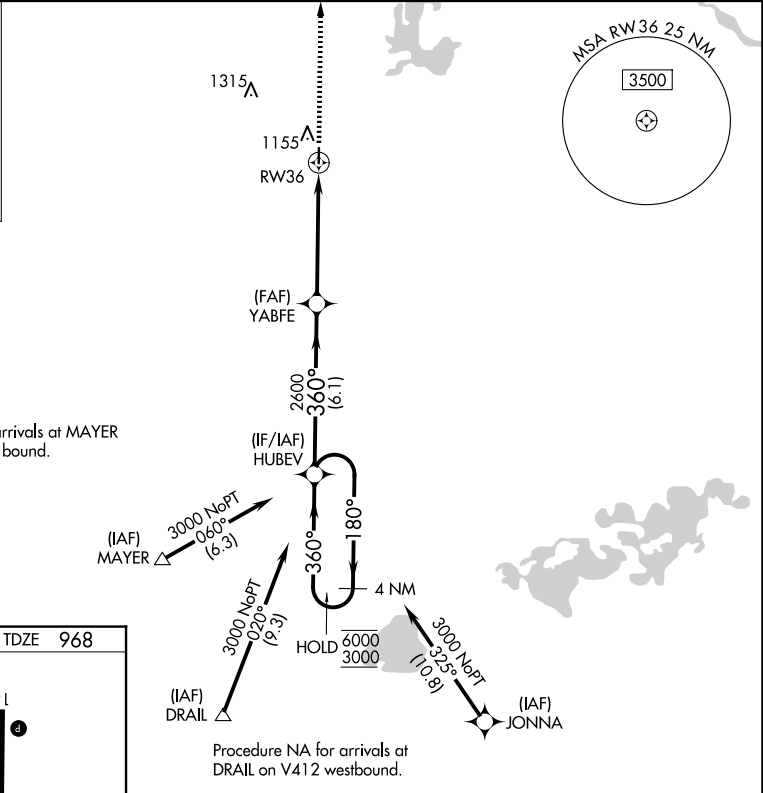 MSA RW36 25 NM
3500
1315
1155
RW36
(FAF)
YABFE
2600
360°
(6.1)
arrivals at MAYER
bound.
(IF/IAF)
HUBEV
3000 NoPT
060°
(6.3)
(IAF)
MAYER
360°
180°
4 NM
3000 NoPT
020°
(9.3)
HOLD
6000
3000
3000 NoPT
325°
(10.8)
TDZE 968
(IAF)
DRAIL
(IAF)
JONNA
P
Procedure NA for arrivals at
DRAIL on V412 westbound.